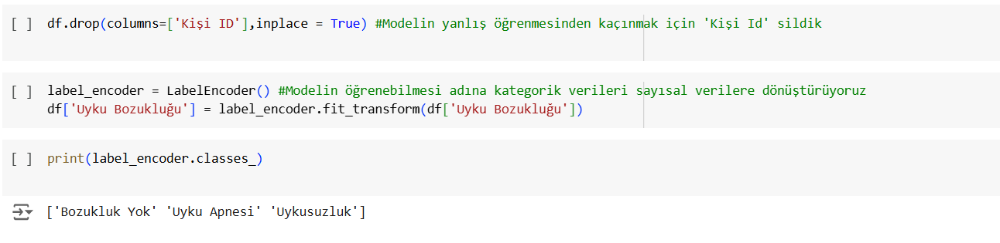 [ ] df.drop(columns=['Kişi ID'],inplace = True) #Modelin yanlış öğrenmesinden kaçınmak için 'Kişi Id' sildik
[ ] label_encoder = LabelEncoder() #Modelin öğrenebilmesi adına kategorik verileri sayısal verilere dönüştürüyoruz
df['Uyku Bozukluğu'] = label_encoder.fit_transform(df['Uyku Bozukluğu'])
[ ] print(label_encoder.classes_)
['Bozukluk Yok' 'Uyku Apnesi' 'Uykusuzluk']